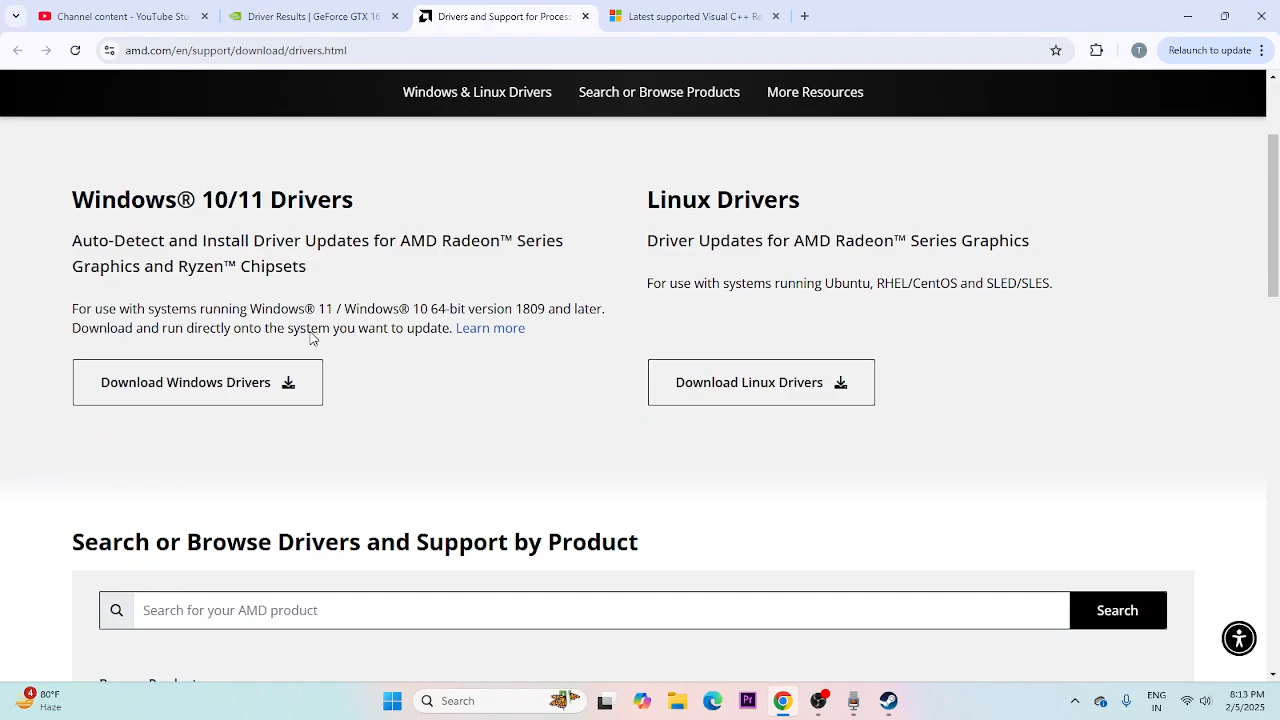 YouTube Stu
Driver Results | GeForce GTX 16
Drivers and Support for Process
Latest supported Visual C++ Re
amd.com/en/support/download/drivers.html
T
Relaunch to update
Windows & Linux Drivers
Search or Browse Products
More Resources
Windows® 10/11 Drivers
Auto-Detect and Install Driver Updates for AMD Radeon™ Series
Graphics and Ryzen™ Chipsets
For use with systems running Windows® 11 / Windows® 10 64-bit version 1809 and later.
Download and run directly onto the system you want to update. Learn more
Download Windows Drivers
Linux Drivers
Driver Updates for AMD Radeon™ Series Graphics
For use with systems running Ubuntu, RHEL/CentOS and SLED/SLES.
Download Linux Drivers
Search or Browse Drivers and Support by Product
Search for your AMD product
Search
4
80°F
Haze
Search
Pr
ENG
IN
8:13 PM
2/5/2025